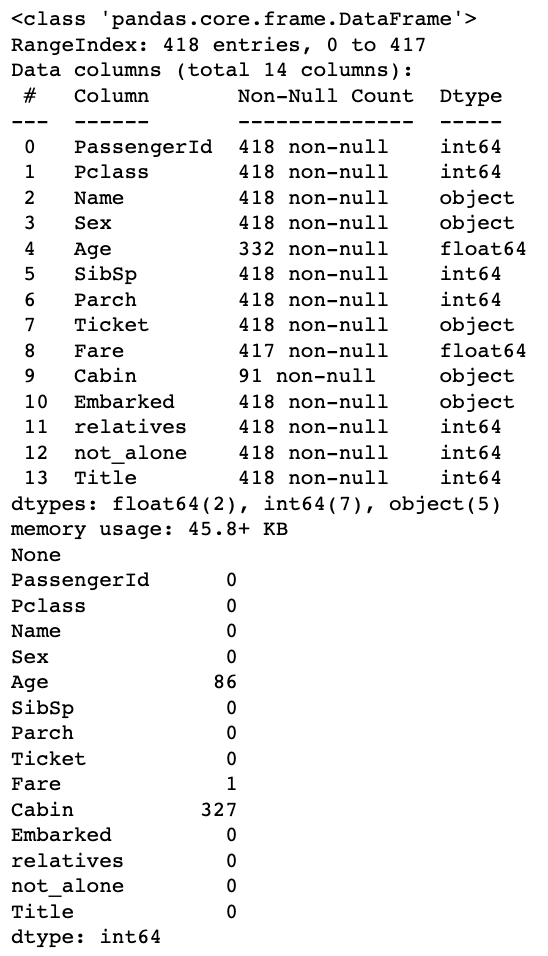 <class 'pandas.core.frame.DataFrame'>
RangeIndex: 418 entries, 0 to 417
Data columns (total 14 columns):
 #   Column       Non-Null Count  Dtype
---  ------       --------------  -----
 0   PassengerId  418 non-null    int64
 1   Pclass       418 non-null    int64
 2   Name         418 non-null    object
 3   Sex          418 non-null    object
 4   Age          332 non-null    float64
 5   SibSp        418 non-null    int64
 6   Parch        418 non-null    int64
 7   Ticket       418 non-null    object
 8   Fare         417 non-null    float64
 9   Cabin        91 non-null     object
 10  Embarked     418 non-null    object
 11  relatives    418 non-null    int64
 12  not_alone    418 non-null    int64
 13  Title        418 non-null    int64
dtypes: float64(2), int64(7), object(5)
memory usage: 45.8+ KB
None
PassengerId      0
Pclass           0
Name             0
Sex              0
Age             86
SibSp            0
Parch            0
Ticket           0
Fare             1
Cabin          327
Embarked         0
relatives        0
not_alone        0
Title            0
dtype: int64